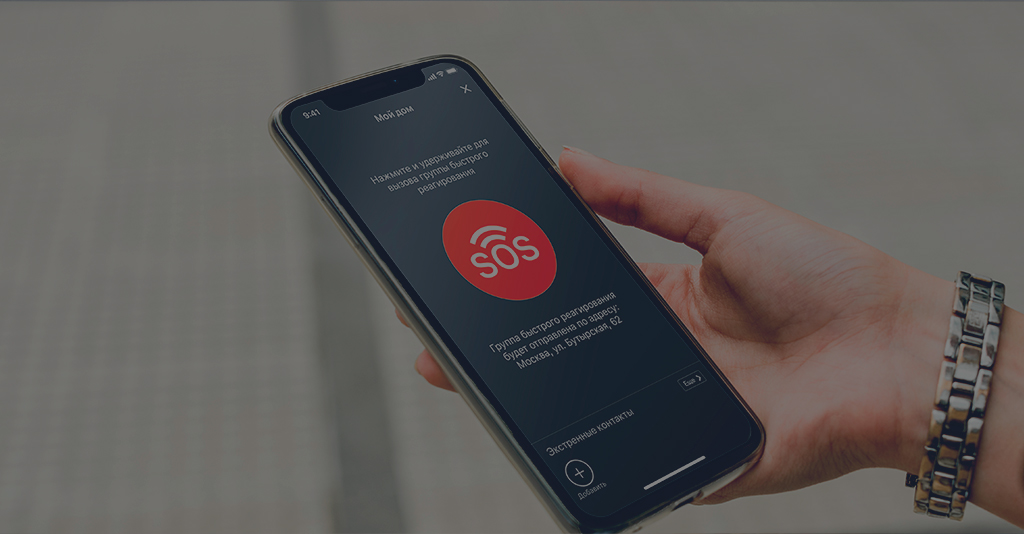 9:41
Мой дом
Нажмите и удерживайте для
вызова группы быстрого
реагирования
SOS
Группа быстрого реагирования
будет отправлена по адресу:
Москва, ул. Бутырская, 62
Еще
Экстренные контакты
Добавить